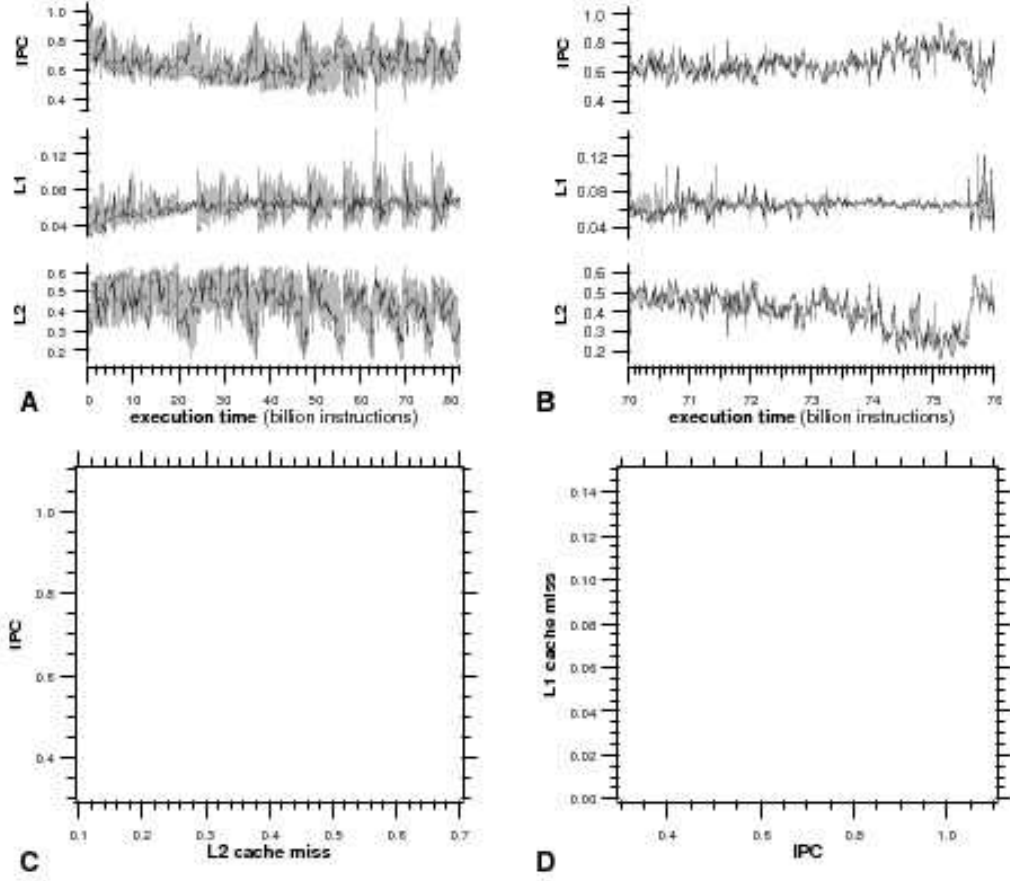 IPC
1.0
0.8
0.6
0.4
L1
0.12
0.08
0.04
L2
0.6
0.5
0.4
0.3
0.2
0 10 20 30 40 50 60 70 80
execution time (billion instructions)
A
IPC
1.0
0.8
0.6
0.4
L1
0.12
0.08
0.04
L2
0.6
0.5
0.4
0.3
0.2
70 71 72 73 74 75 76
execution time (billion instructions)
B
IPC
1.0
0.8
0.6
0.4
0.1 0.2 0.3 0.4 0.5 0.6 0.7
L2 cache miss
C
L1 cache miss
0.14
0.12
0.10
0.08
0.06
0.04
0.02
0.00
0.4 0.6 0.8 1.0
IPC
D